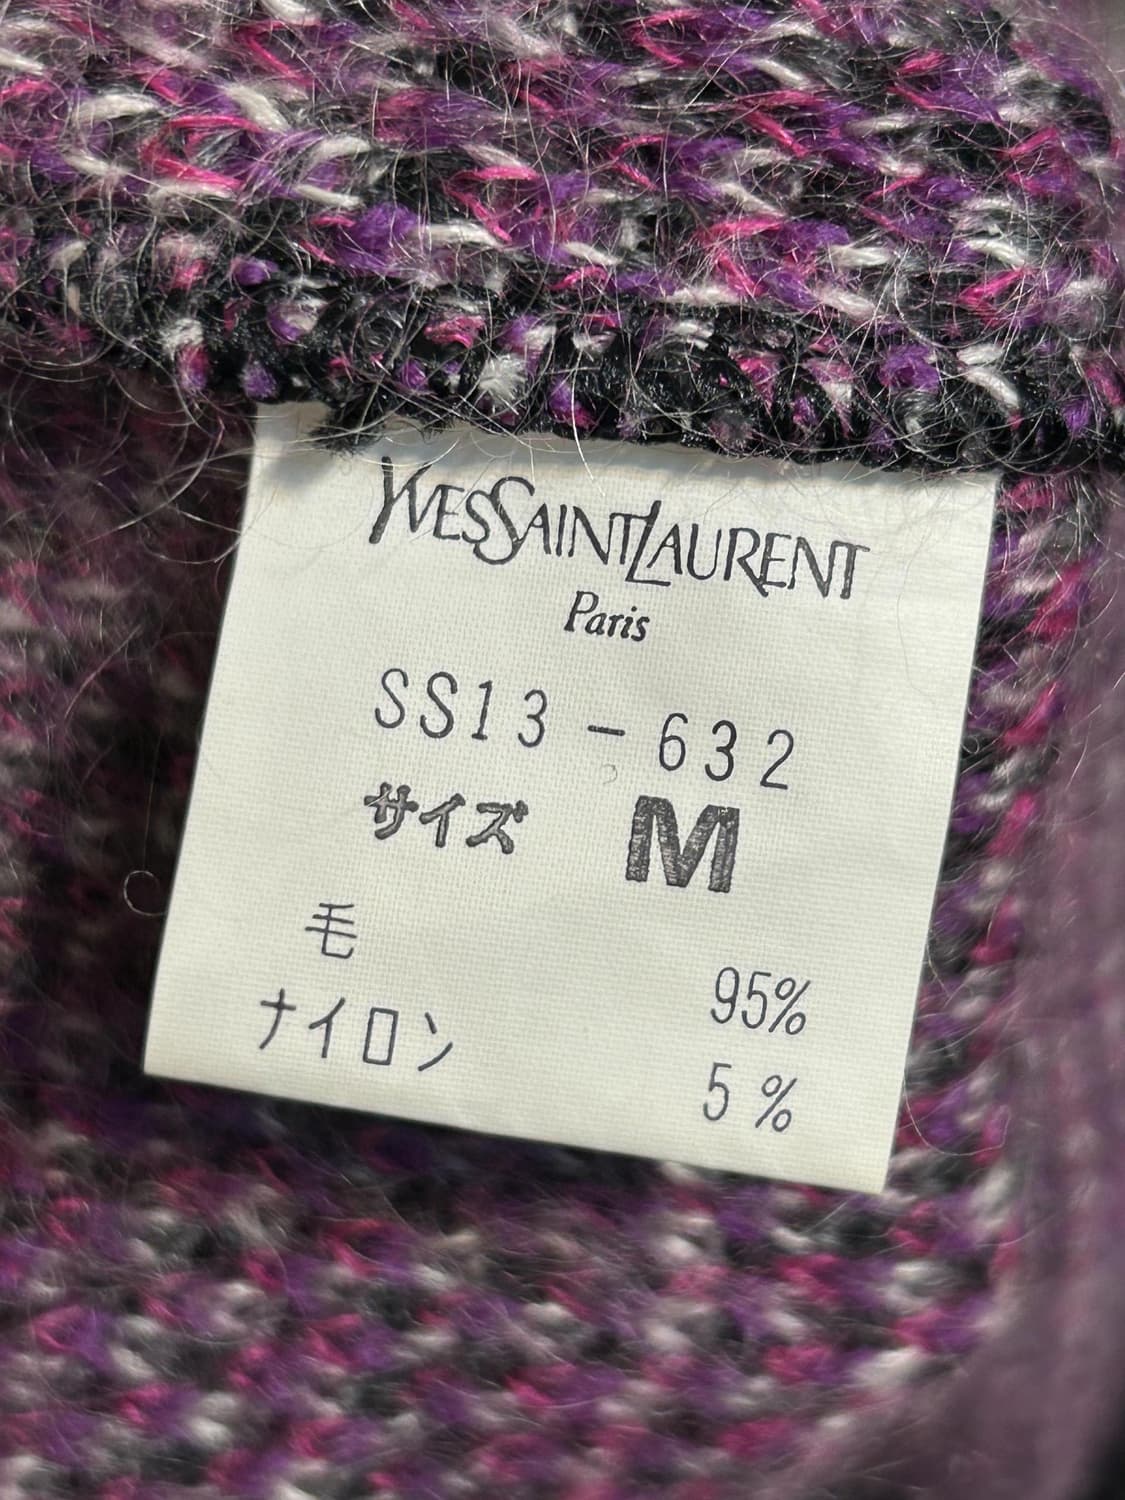 YVESSAINTLAURENT
Paris
SS13-632
サイズ M
毛 95%
ナイロン 5%